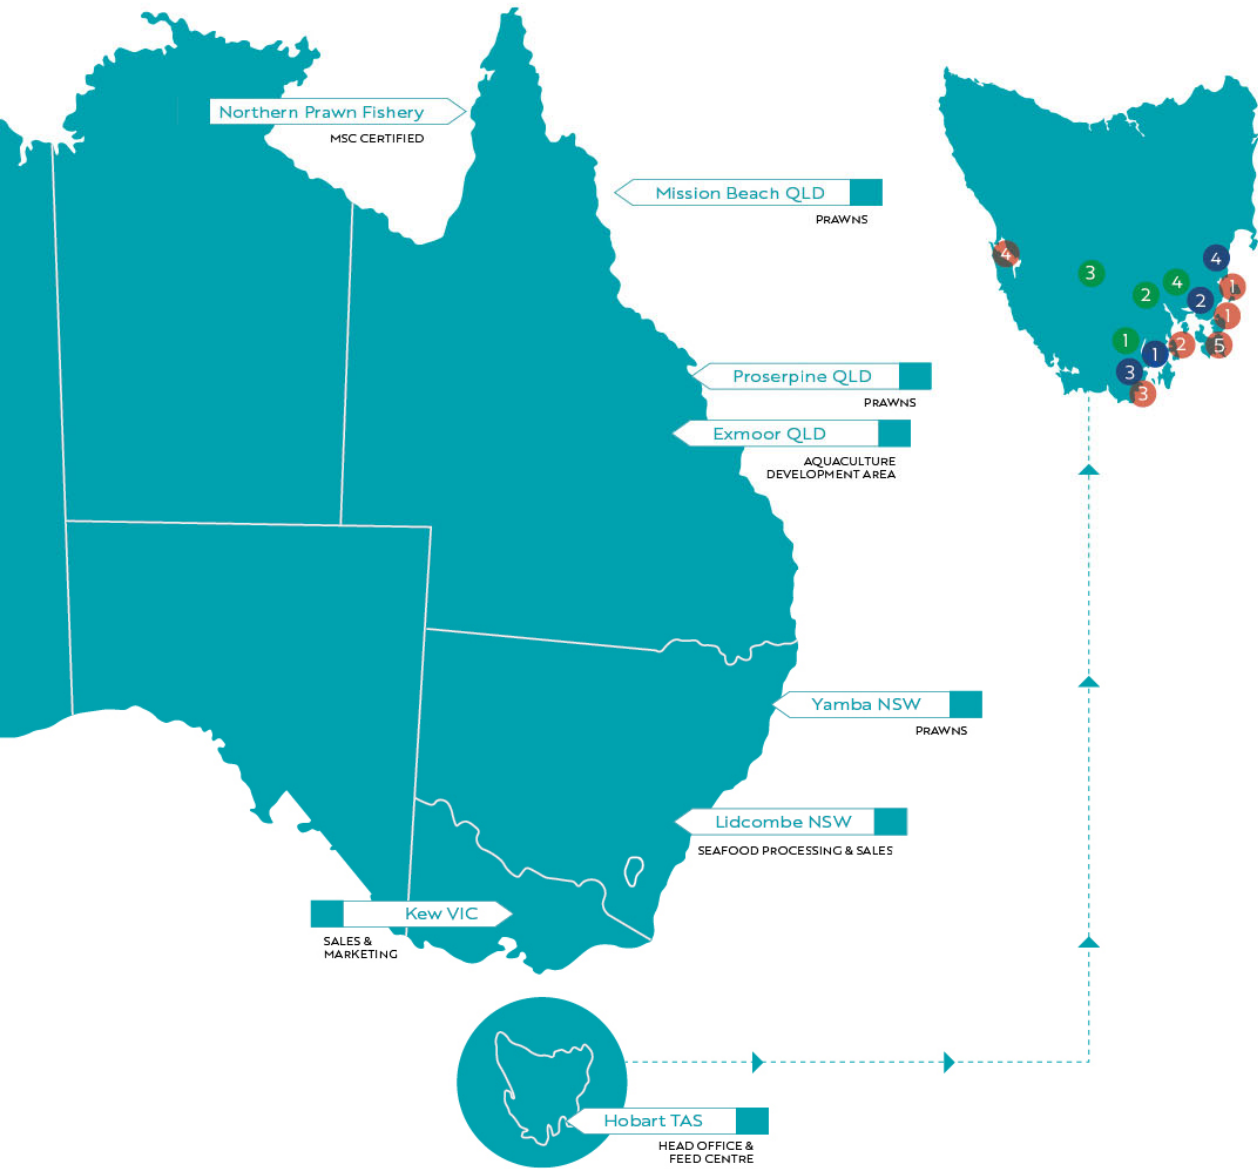 Northern Prawn Fishery
MSC CERTIFIED
Mission Beach QLD
PRAWNS
4
3
2
4
4
2
1
1
1
1
2
5
3
3
Proserpine QLD
PRAWNS
Exmoor QLD
AQUACULTURE
DEVELOPMENT AREA
Yamba NSW
PRAWNS
Lidcombe NSW
SEAFOOD PROCESSING & SALES
Kew VIC
SALES &
MARKETING
Hobart TAS
HEAD OFFICE &
FEED CENTRE